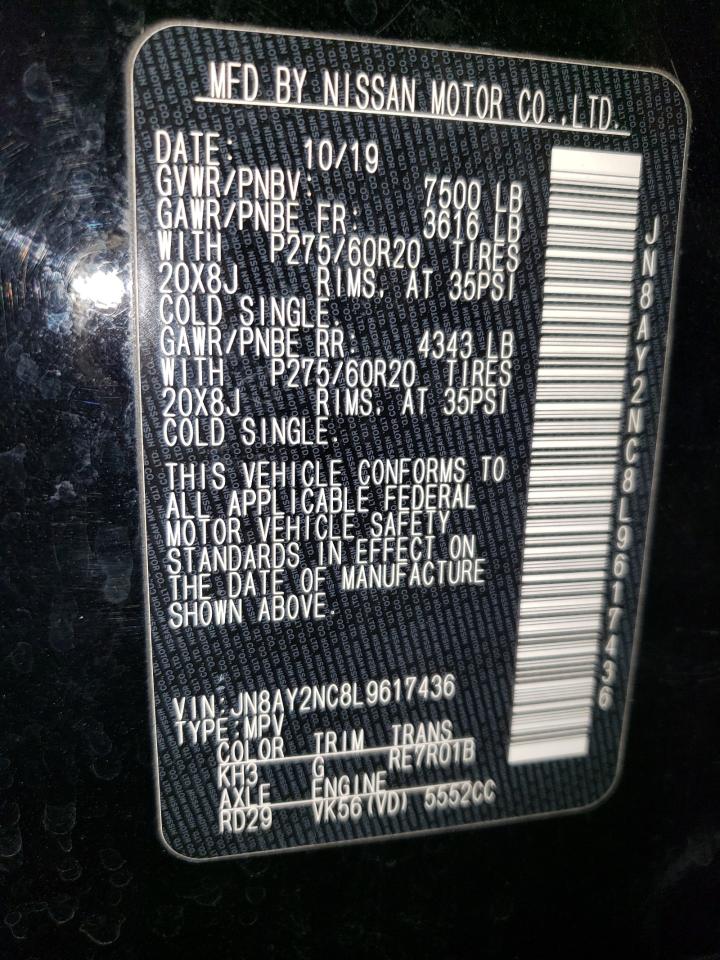 MFD BY NISSAN MOTOR CO.,LTD.
DATE: 10/19
GVWR/PNBV: 7500 LB
GAWR/PNBE FR: 3616 LB
WITH P275/60R20 TIRES
20X8J RIMS, AT 35PSI
COLD SINGLE.
GAWR/PNBE RR: 4343 LB
WITH P275/60R20 TIRES
20X8J RIMS, AT 35PSI
COLD SINGLE.
THIS VEHICLE CONFORMS TO
ALL APPLICABLE FEDERAL
MOTOR VEHICLE SAFETY
STANDARDS IN EFFECT ON
THE DATE OF MANUFACTURE
SHOWN ABOVE.
VIN:JN8AY2NC8L9617436
TYPE:MPV
COLOR TRIM TRANS
KH3 G RE7R01B
AXLE ENGINE
RD29 VK56(VD) 5552CC
JN8AY2NC8L9617436